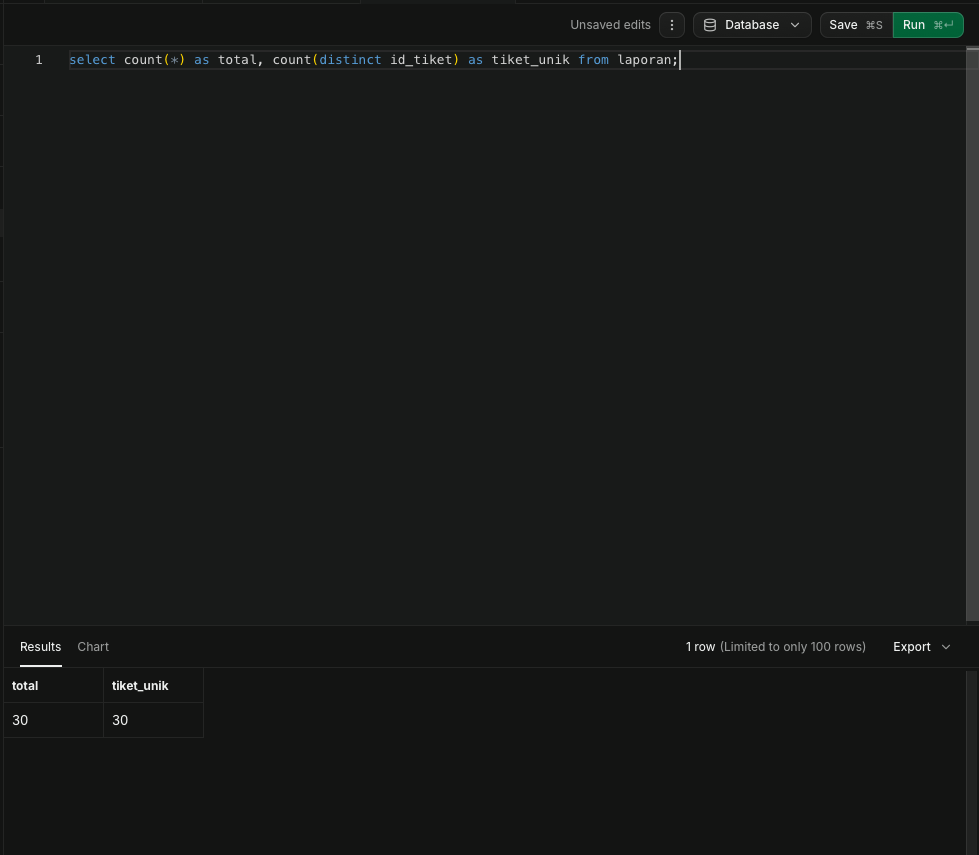 Unsaved edits Database Save ⌘S Run ⌘↵
1 select count(*) as total, count(distinct id_tiket) as tiket_unik from laporan;
Results Chart 1 row (Limited to only 100 rows) Export
total tiket_unik
30 30